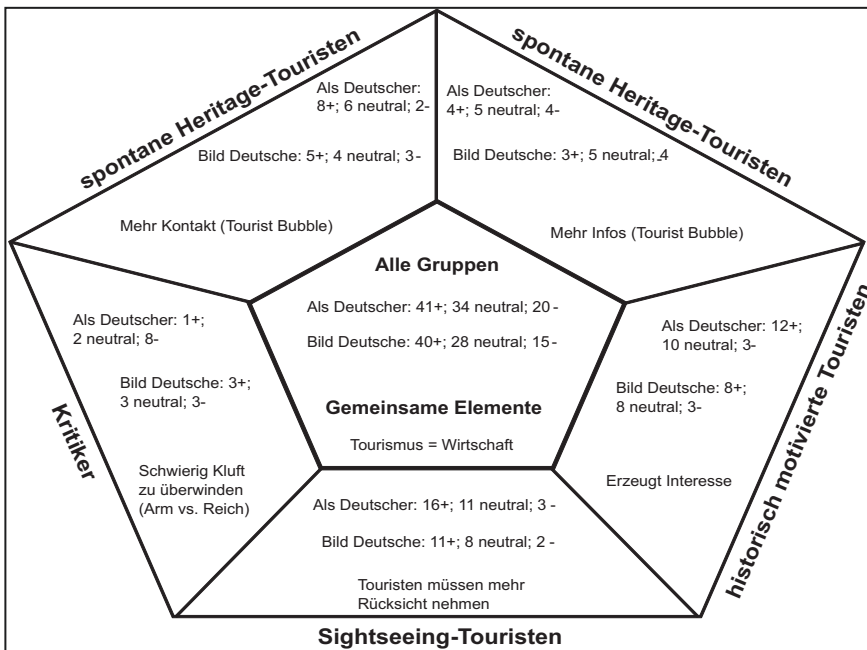 spontane Heritage-Touristen
Als Deutscher:
8+; 6 neutral; 2-
Bild Deutsche: 5+; 4 neutral; 3-
Mehr Kontakt (Tourist Bubble)
spontane Heritage-Touristen
Als Deutscher:
4+; 5 neutral; 4-
Bild Deutsche: 3+; 5 neutral; -4
Mehr Infos (Tourist Bubble)
Alle Gruppen
Als Deutscher: 41+; 34 neutral; 20 -
Bild Deutsche: 40+; 28 neutral; 15 -
Gemeinsame Elemente
Tourismus = Wirtschaft
Kritiker
Als Deutscher: 1+;
2 neutral; 8-
Bild Deutsche: 3+;
3 neutral; 3-
Schwierig Kluft
zu überwinden
(Arm vs. Reich)
historisch motivierte Touristen
Als Deutscher: 12+;
10 neutral; 3-
Bild Deutsche: 8+;
8 neutral; 3-
Erzeugt Interesse
Als Deutscher: 16+; 11 neutral; 3 -
Bild Deutsche: 11+; 8 neutral; 2 -
Touristen müssen mehr
Rücksicht nehmen
Sightseeing-Touristen